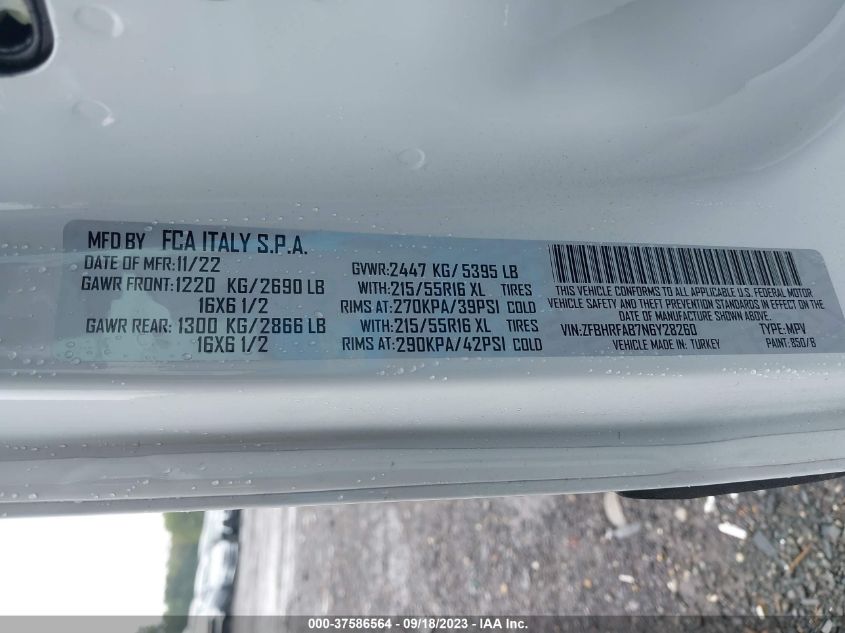 MFD BY FCA ITALY S.P.A.
DATE OF MFR:11/22 GVWR:2447 KG/ 5395 LB
GAWR FRONT:1220 KG/2690 LB WITH:215/55R16 XL TIRES
16X6 1/2 RIMS AT:270KPA/39PSI COLD
GAWR REAR: 1300 KG/2866 LB WITH:215/55R16 XL TIRES
16X6 1/2 RIMS AT:290KPA/42PSI COLD
THIS VEHICLE CONFORMS TO ALL APPLICABLE U.S. FEDERAL MOTOR
VEHICLE SAFETY AND THEFT PREVENTION STANDARDS IN EFFECT ON THE
DATE OF MANUFACTURE SHOWN ABOVE.
VIN:ZFBHRFAB7N6Y28260 TYPE:MPV
VEHICLE MADE IN: TURKEY PAINT: 850/B
000-37586564 - 09/18/2023 - IAA Inc.